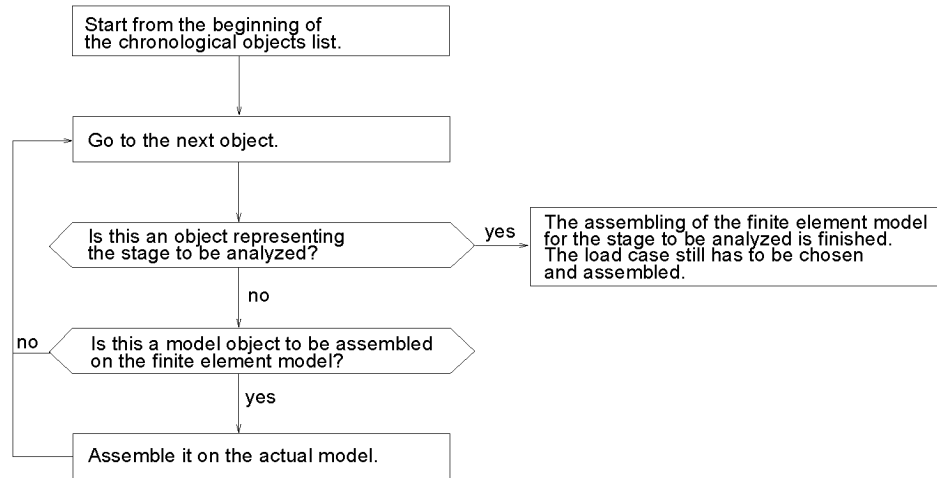 Start from the beginning of
the chronological objects list.
Go to the next object.
Is this an object representing
the stage to be analyzed?
yes
The assembling of the finite element model
for the stage to be analyzed is finished.
The load case still has to be chosen
and assembled.
no
Is this a model object to be assembled
on the finite element model?
no
yes
Assemble it on the actual model.